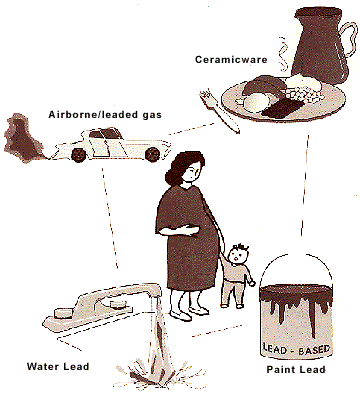 Ceramicware
Airborne/leaded gas
LEAD - BASED
Water Lead
Paint Lead